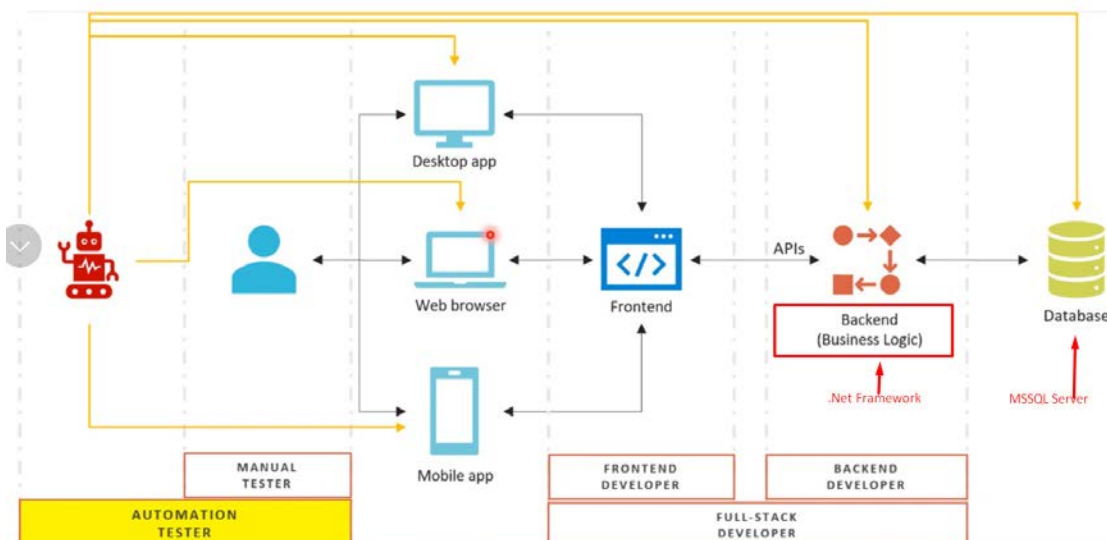 Desktop app
Web browser
Mobile app
Frontend
APIs
</>
Backend
(Business Logic)
Database
.Net Framework
MSSQL Server
MANUAL
TESTER
FRONTEND
DEVELOPER
BACKEND
DEVELOPER
AUTOMATION
TESTER
FULL-STACK
DEVELOPER